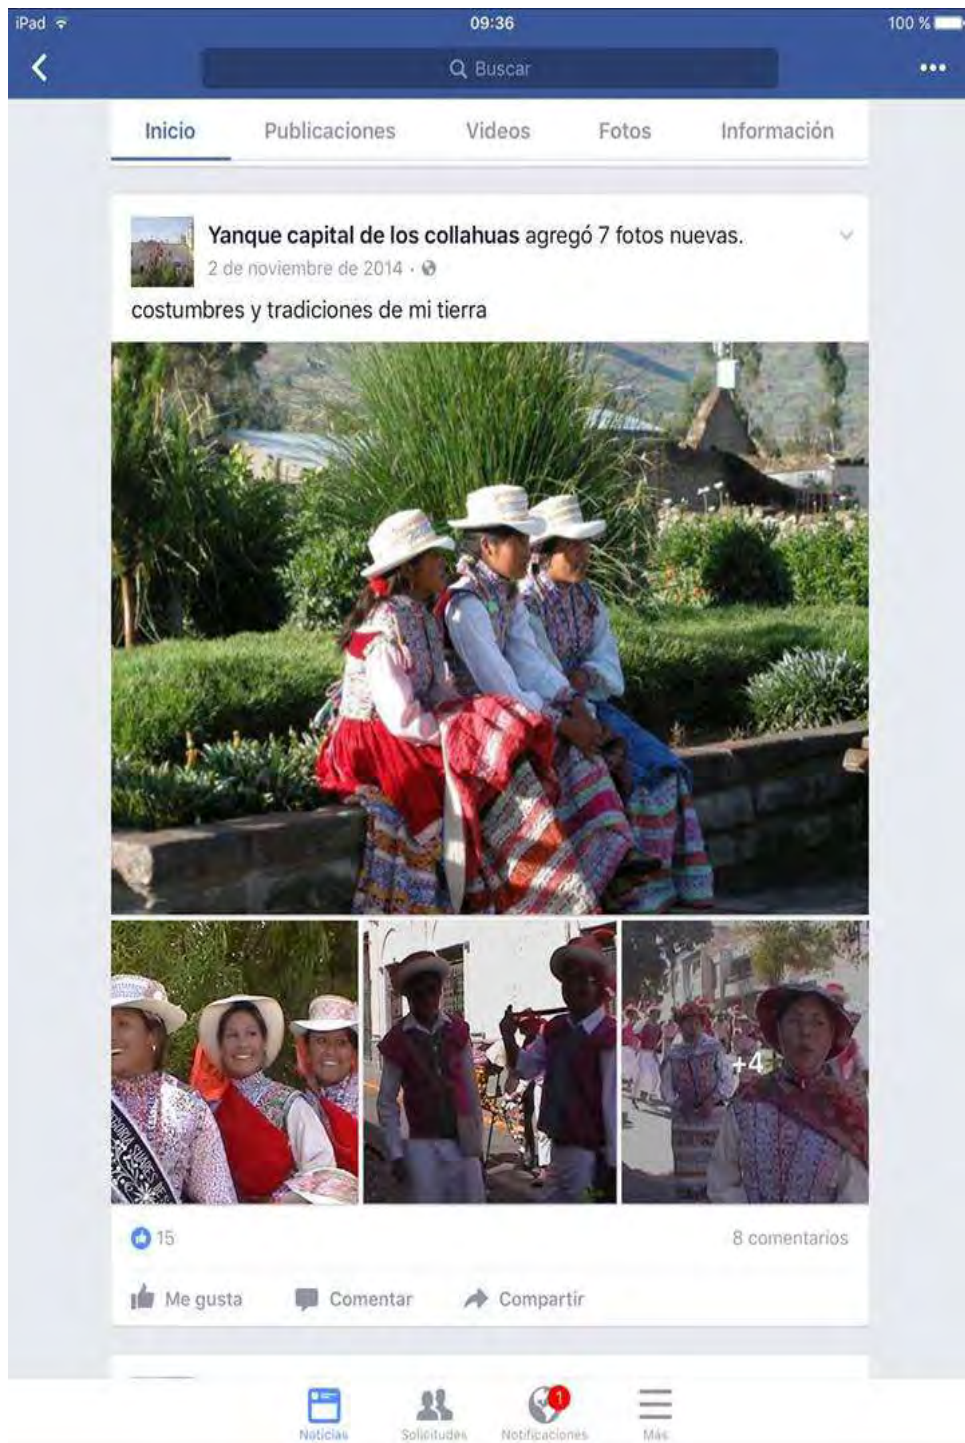 iPad 09:36 100 %
Buscar
Inicio Publicaciones Videos Fotos Información
Yanque capital de los collahuas agregó 7 fotos nuevas.
2 de noviembre de 2014 ·
costumbres y tradiciones de mi tierra
+4
15 8 comentarios
Me gusta Comentar Compartir
1
Noticias Solicitudes Notificaciones Más